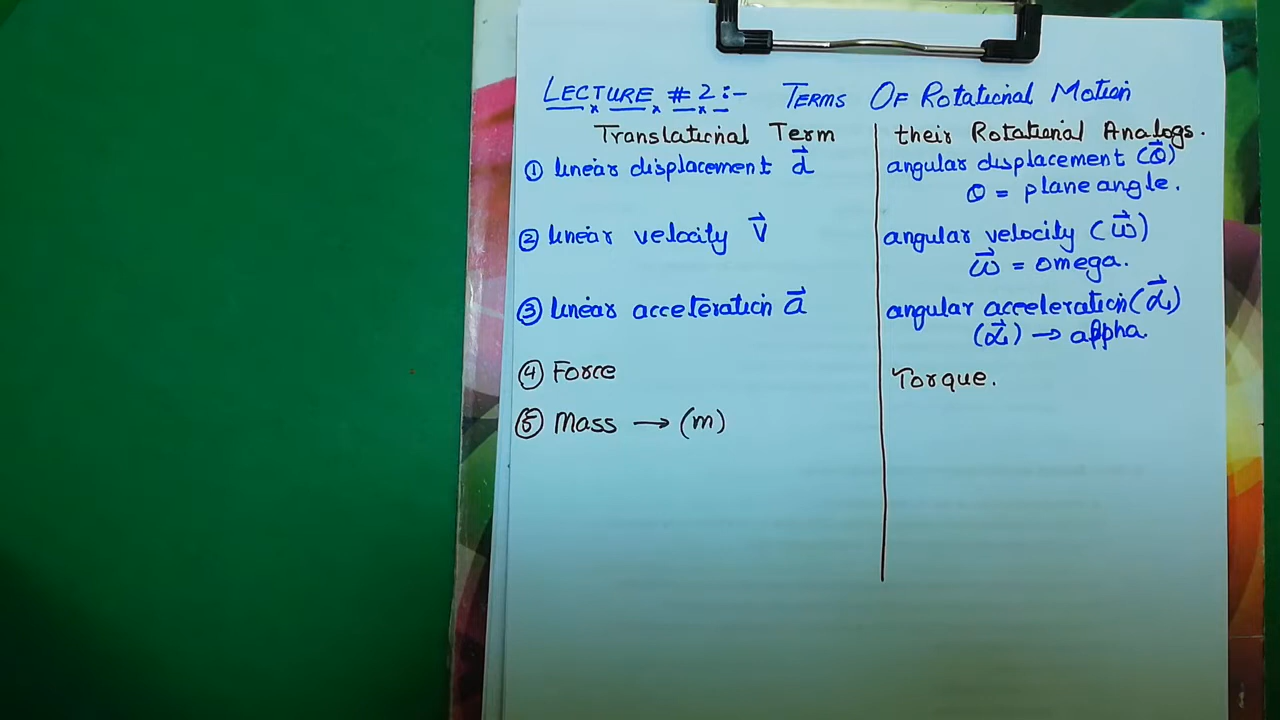 LECTURE # 2 :- TERMS OF Rotational Motion
Translational Term | their Rotational Analogs.
① linear displacement d⃗ | angular displacement (θ⃗)
θ = plane angle.
② linear velocity V⃗ | angular velocity (ω⃗)
ω⃗ = omega.
③ linear acceleration a⃗ | angular acceleration (α⃗)
(α⃗) → alpha
④ Force | Torque.
⑤ Mass → (m)